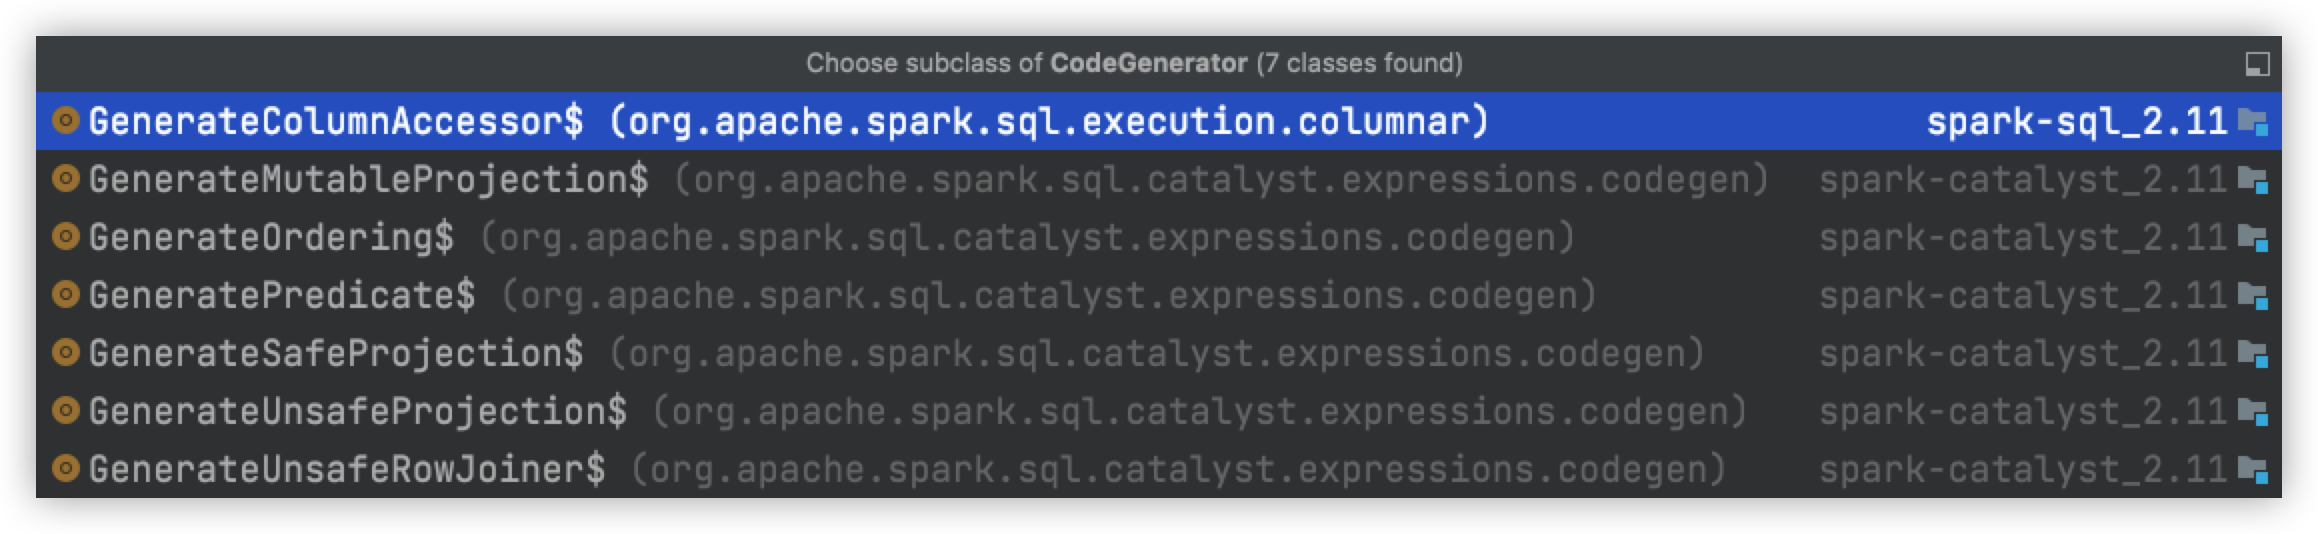 Choose subclass of CodeGenerator (7 classes found)
GenerateColumnAccessor$ (org.apache.spark.sql.execution.columnar) spark-sql_2.11
GenerateMutableProjection$ (org.apache.spark.sql.catalyst.expressions.codegen) spark-catalyst_2.11
GenerateOrdering$ (org.apache.spark.sql.catalyst.expressions.codegen) spark-catalyst_2.11
GeneratePredicate$ (org.apache.spark.sql.catalyst.expressions.codegen) spark-catalyst_2.11
GenerateSafeProjection$ (org.apache.spark.sql.catalyst.expressions.codegen) spark-catalyst_2.11
GenerateUnsafeProjection$ (org.apache.spark.sql.catalyst.expressions.codegen) spark-catalyst_2.11
GenerateUnsafeRowJoiner$ (org.apache.spark.sql.catalyst.expressions.codegen) spark-catalyst_2.11